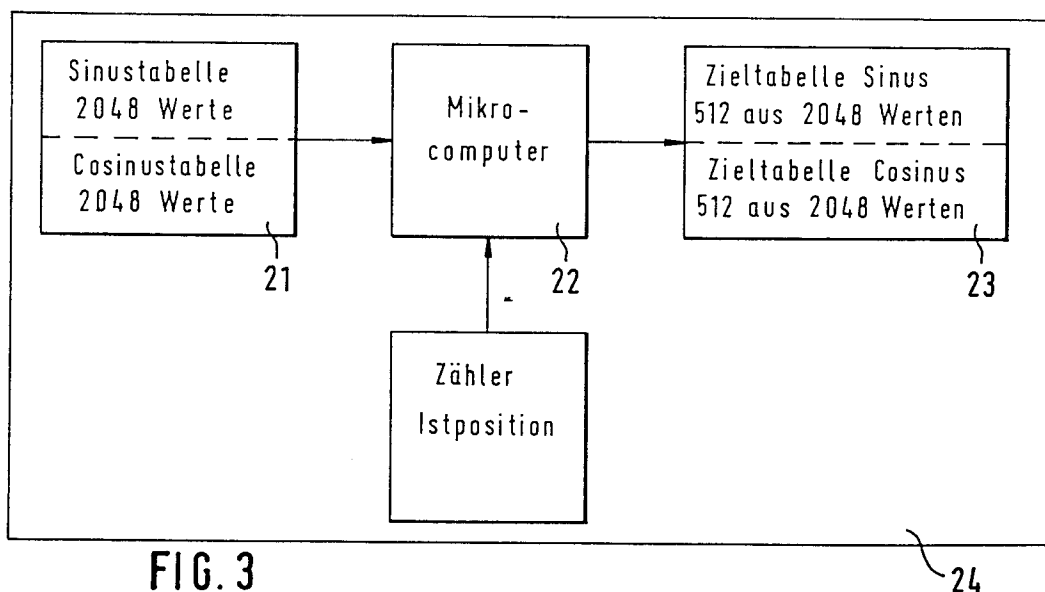 Sinustabelle
2048 Werte
Cosinustabelle
2048 Werte
21
Mikro-
computer
22
Zieltabelle Sinus
512 aus 2048 Werten
Zieltabelle Cosinus
512 aus 2048 Werten
23
Zähler
Istposition
24
FIG. 3